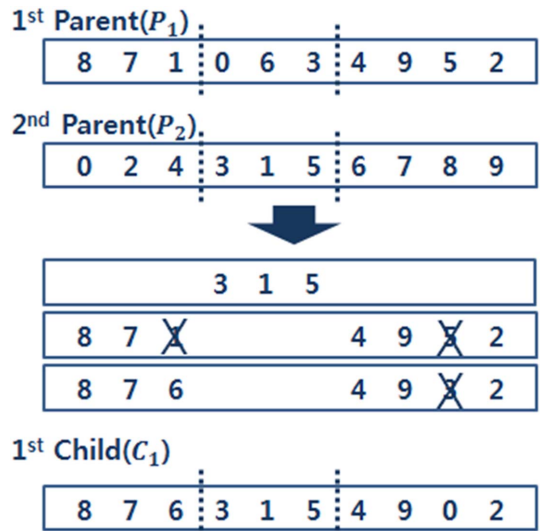 1st Parent(P1)
8 7 1 0 6 3 4 9 5 2
2nd Parent(P2)
0 2 4 3 1 5 6 7 8 9
3 1 5
8 7 1 4 9 5 2
8 7 6 4 9 3 2
1st Child(C1)
8 7 6 3 1 5 4 9 0 2